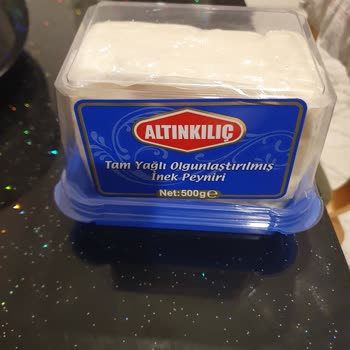 ALTINKILIÇ
Tam Yağlı Olgunlaştırılmış
İnek Peyniri
Net:500g℮